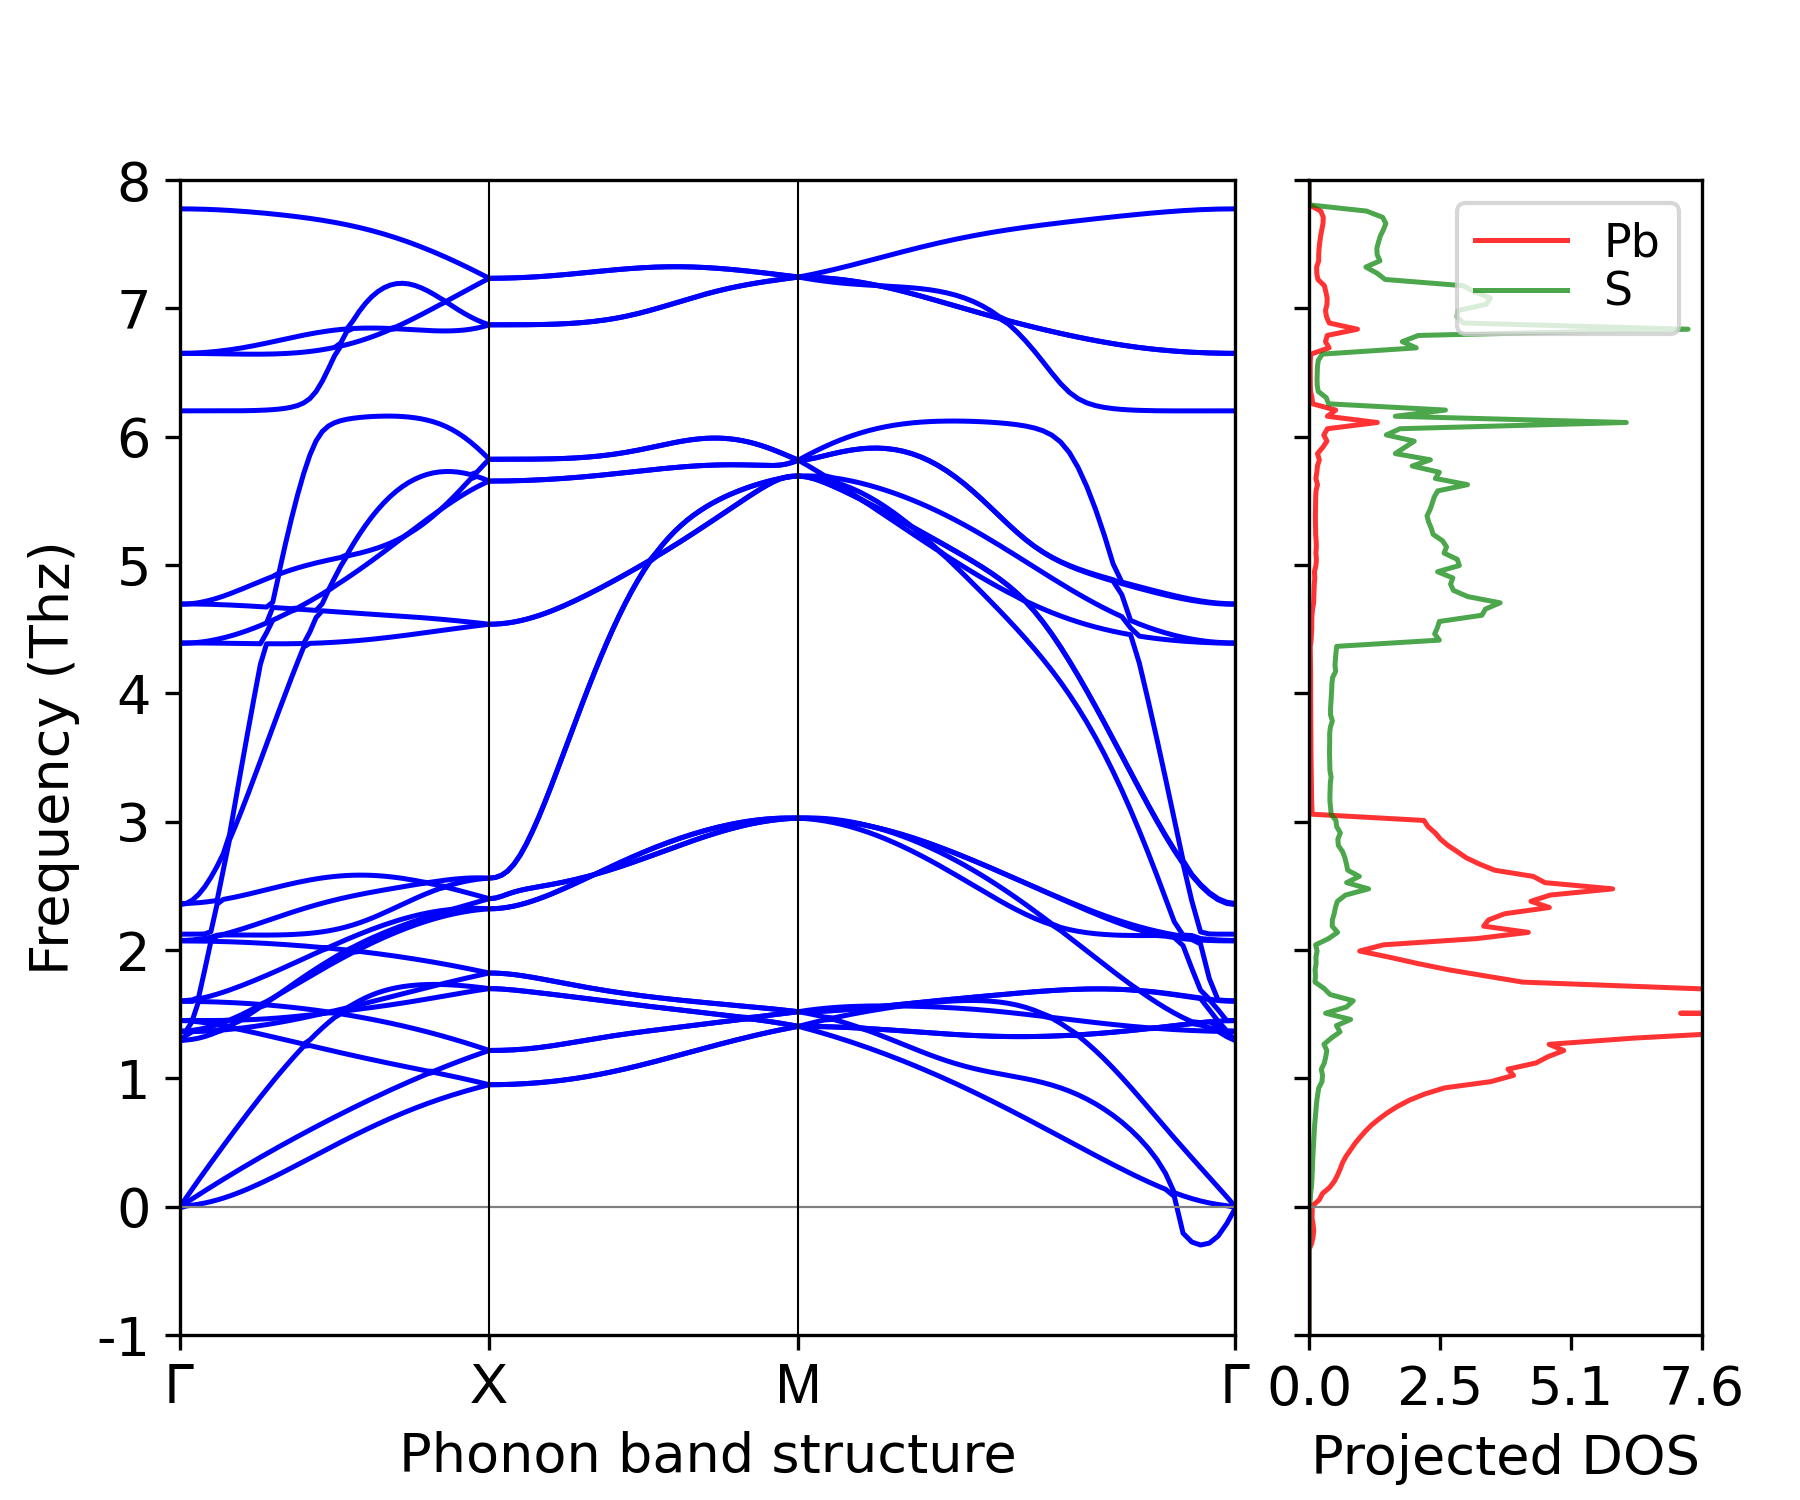 8
7
6
5
4
3
2
1
0
-1
Frequency (Thz)
Γ X M Γ
Phonon band structure
Pb
S
0.0 2.5 5.1 7.6
Projected DOS